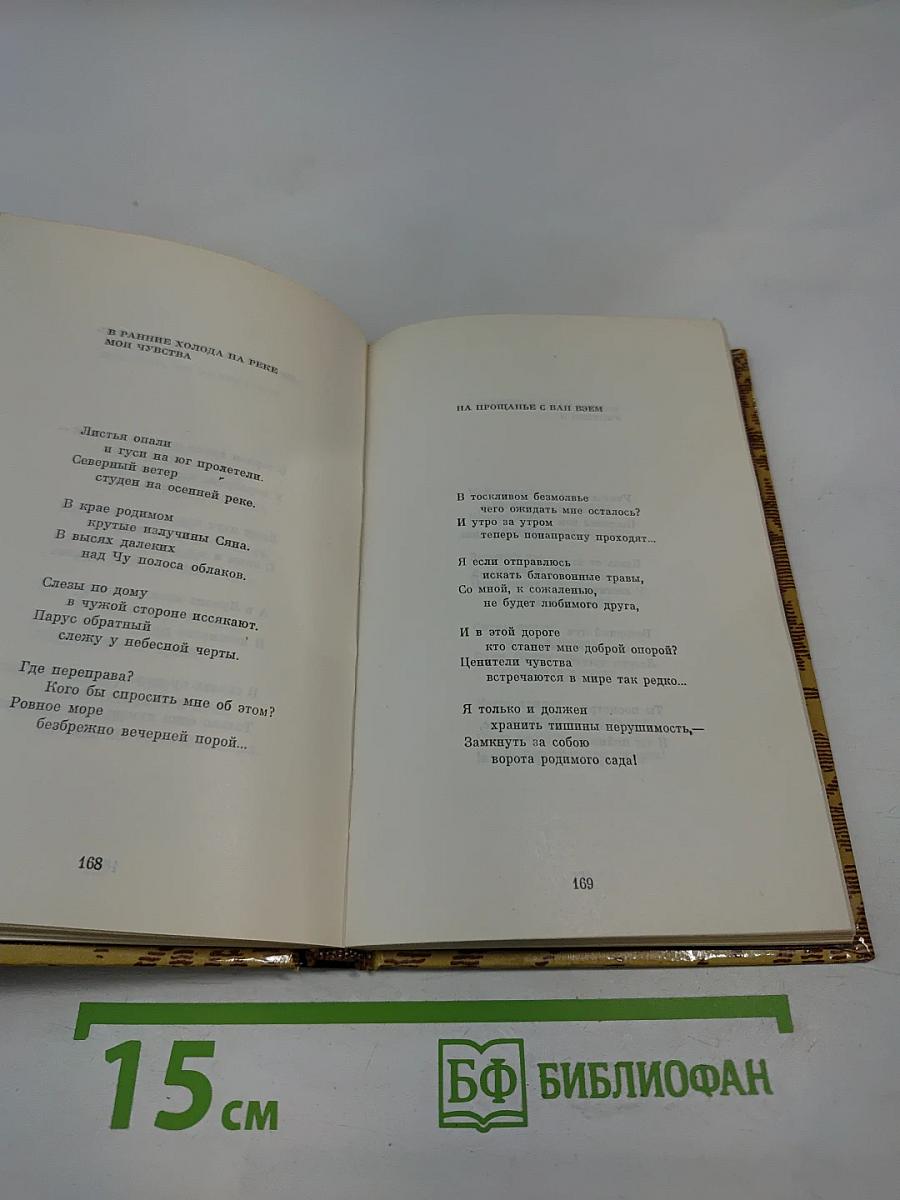 В РАННИЕ ХОЛОДА НА РЕКЕ
МОИ ЧУВСТВА
Листья опали
и гуси на юг пролетели.
Северный ветер
студен на осенней реке.
В крае родимом
крутые излучины Сяна.
В высях далеких
над Чу полоса облаков.
Слезы по дому
в чужой стороне иссякают.
Парус обратный
слежу у небесной черты.
Где переправа?
Кого бы спросить мне об этом?
Ровное море
безбрежно вечерней порой...
168
НА ПРОЩАНЬЕ С ВАН ВЭЕМ
В тоскливом безмолвье
чего ожидать мне осталось?
И утро за утром
теперь понапрасну проходят...
Я если отправлюсь
искать благовонные травы,
Со мной, к сожаленью,
не будет любимого друга,
И в этой дороге
кто станет мне доброй опорой?
Ценители чувства
встречаются в мире так редко...
Я только и должен
хранить тишины нерушимость,—
Замкнуть за собою
ворота родимого сада!
169
15 см
БФ БИБЛИОФАН